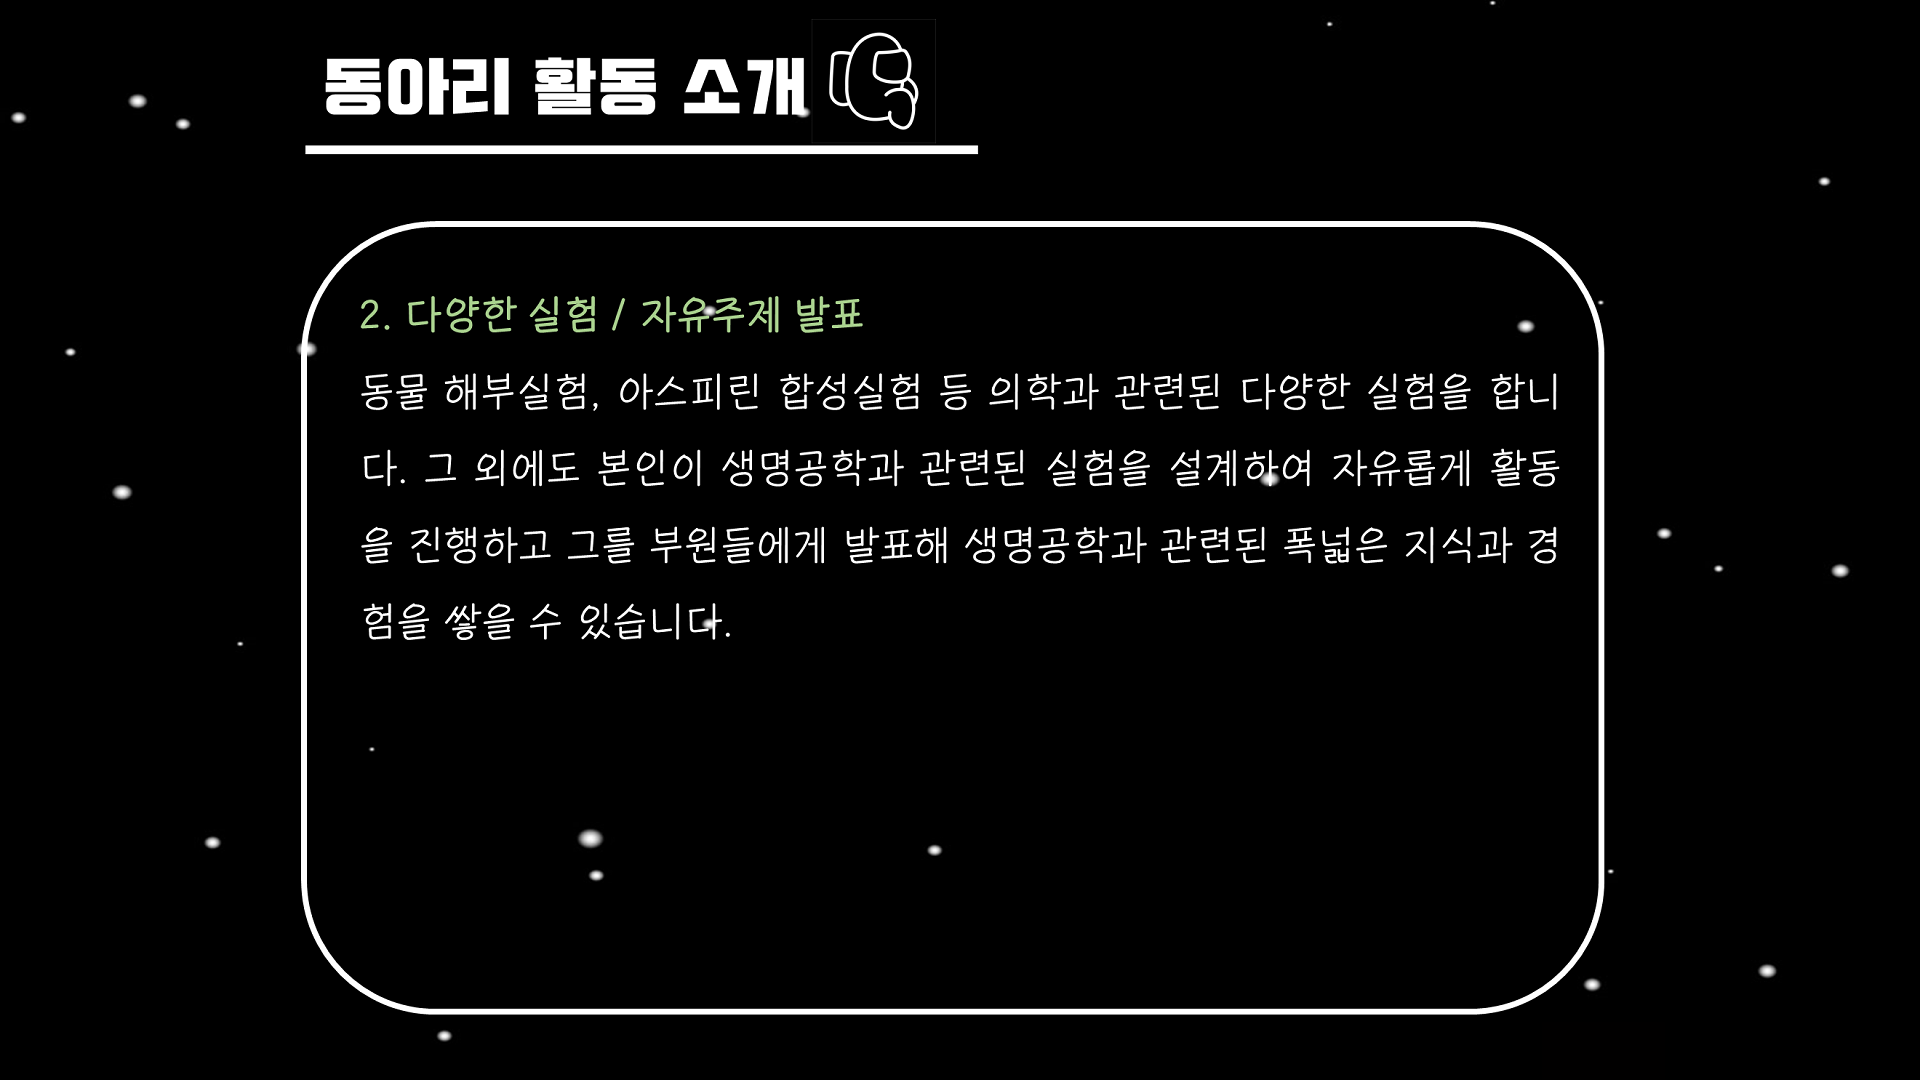 동아리 활동 소개
2. 다양한 실험 / 자유주제 발표
동물 해부실험, 아스피린 합성실험 등 의학과 관련된 다양한 실험을 합니
다. 그 외에도 본인이 생명공학과 관련된 실험을 설계하여 자유롭게 활동
을 진행하고 그를 부원들에게 발표해 생명공학과 관련된 폭넓은 지식과 경
험을 쌓을 수 있습니다.